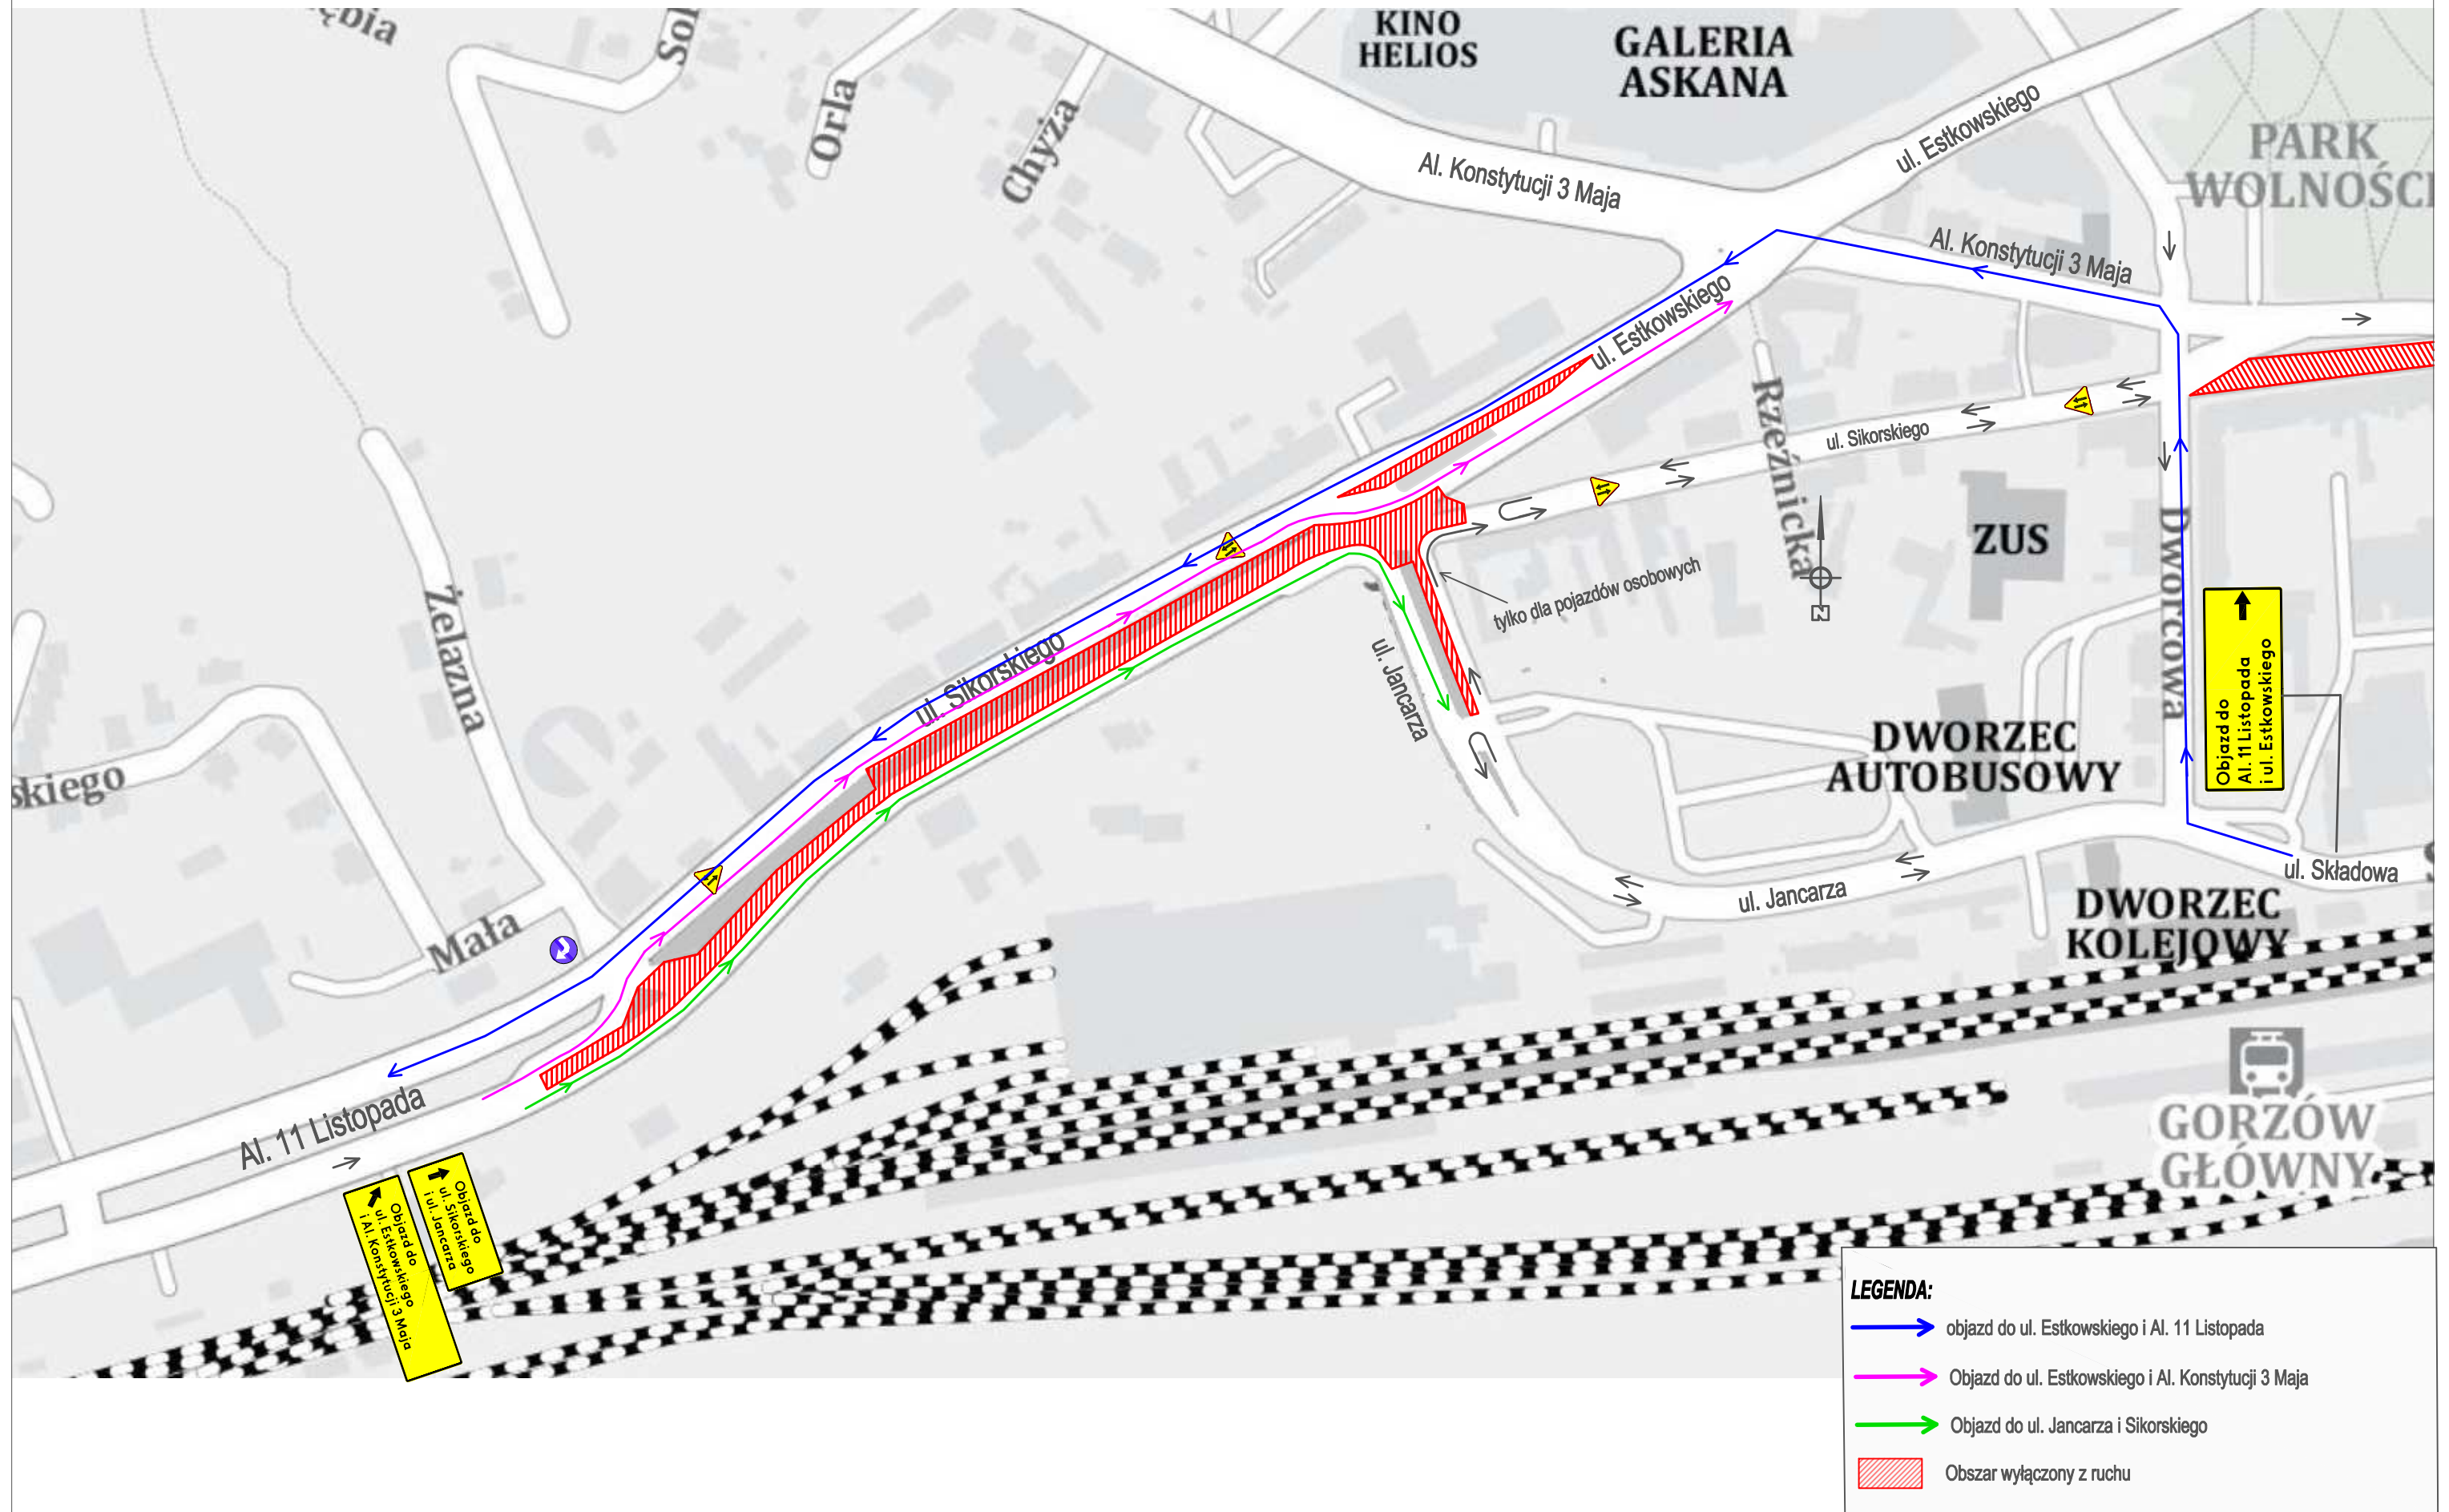 KINO
HELIOS
GALERIA
ASKANA
Orla
Chyża
Al. Konstytucji 3 Maja
ul. Estkowskiego
PARK
WOLNOŚCI
Al. Konstytucji 3 Maja
ul. Estkowskiego
Rzeźnicka
ul. Sikorskiego
ZUS
Dworcowa
tylko dla pojazdów osobowych
Żelazna
ul. Sikorskiego
ul. Jancarza
Objazd do
Al. 11 Listopada
i ul. Estkowskiego
skiego
DWORZEC
AUTOBUSOWY
Mała
ul. Jancarza
ul. Składowa
DWORZEC
KOLEJOWY
Al. 11 Listopada
GORZÓW
GŁÓWNY
Objazd do
ul. Sikorskiego
i ul. Jancarza
Objazd do
ul. Estkowskiego
i Al. Konstytucji 3 Maja
LEGENDA:
objazd do ul. Estkowskiego i Al. 11 Listopada
Objazd do ul. Estkowskiego i Al. Konstytucji 3 Maja
Objazd do ul. Jancarza i Sikorskiego
Obszar wyłączony z ruchu